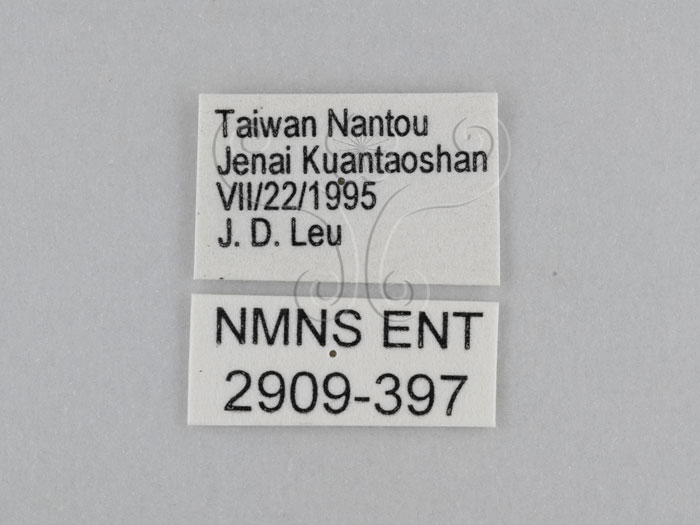 Taiwan Nantou
Jenai Kuantaoshan
VII/22/1995
J. D. Leu
NMNS ENT
2909-397